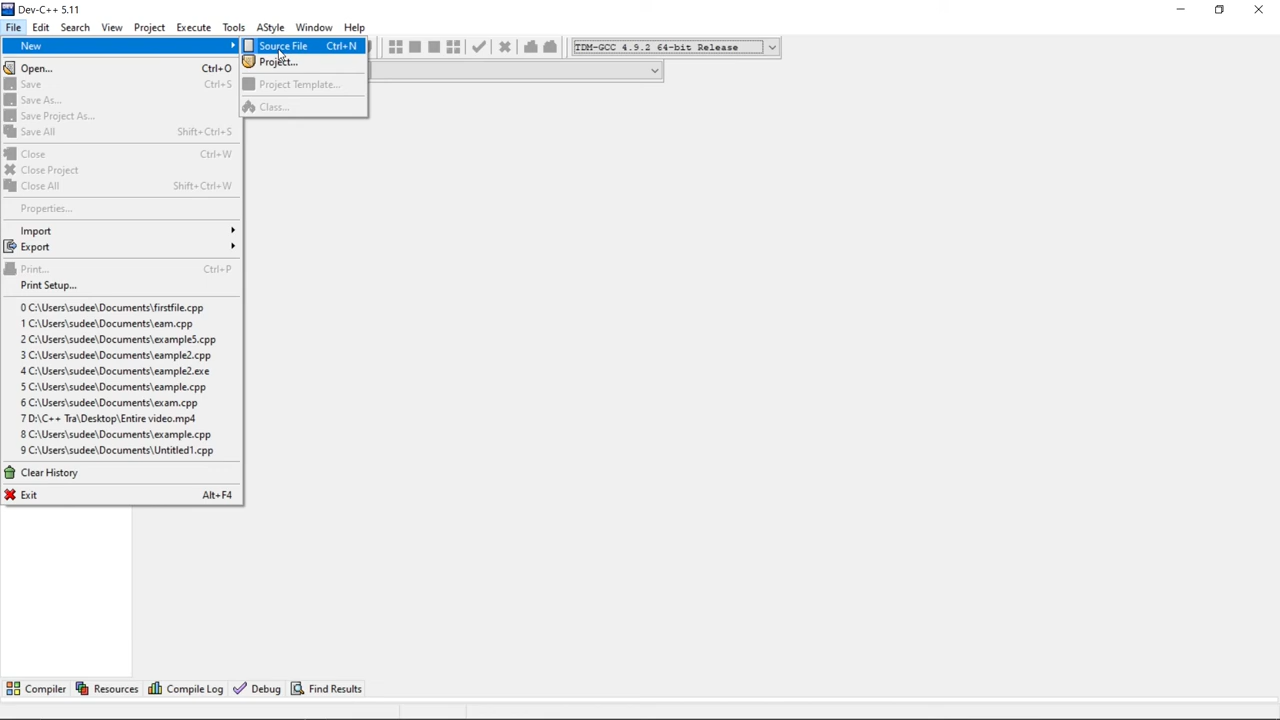 Dev-C++ 5.11
File Edit Search View Project Execute Tools AStyle Window Help
New
Source File Ctrl+N
TDM-GCC 4.9.2 64-bit Release
Project...
Open... Ctrl+O
Save Ctrl+S
Project Template...
Save As...
Class...
Save Project As...
Save All Shift+Ctrl+S
Close Ctrl+W
Close Project
Close All Shift+Ctrl+W
Properties...
Import
Export
Print... Ctrl+P
Print Setup...
0 C:\Users\sudee\Documents\firstfile.cpp
1 C:\Users\sudee\Documents\eam.cpp
2 C:\Users\sudee\Documents\example5.cpp
3 C:\Users\sudee\Documents\eample2.cpp
4 C:\Users\sudee\Documents\eample2.exe
5 C:\Users\sudee\Documents\eample.cpp
6 C:\Users\sudee\Documents\exam.cpp
7 D:\C++ Tra\Desktop\Entire video.mp4
8 C:\Users\sudee\Documents\example.cpp
9 C:\Users\sudee\Documents\Untitled1.cpp
Clear History
Exit Alt+F4
Compiler Resources Compile Log Debug Find Results